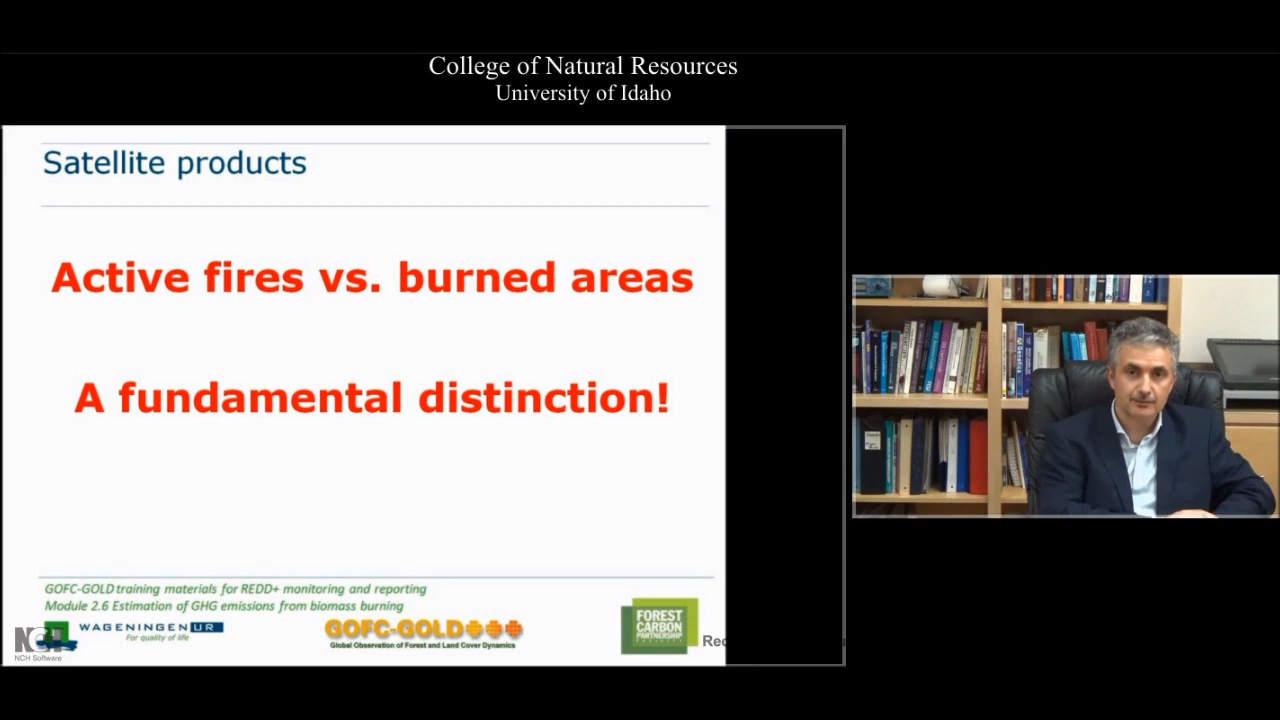 College of Natural Resources
University of Idaho
Satellite products
Active fires vs. burned areas
A fundamental distinction!
GOFC-GOLD training materials for REDD+ monitoring and reporting
Module 2.6 Estimation of GHG emissions from biomass burning
NCH
NCH Software
WAGENINGEN UR
For quality of life
GOFC-GOLD
Global Observation of Forest and Land Cover Dynamics
FOREST
CARBON
PARTNERSHIP